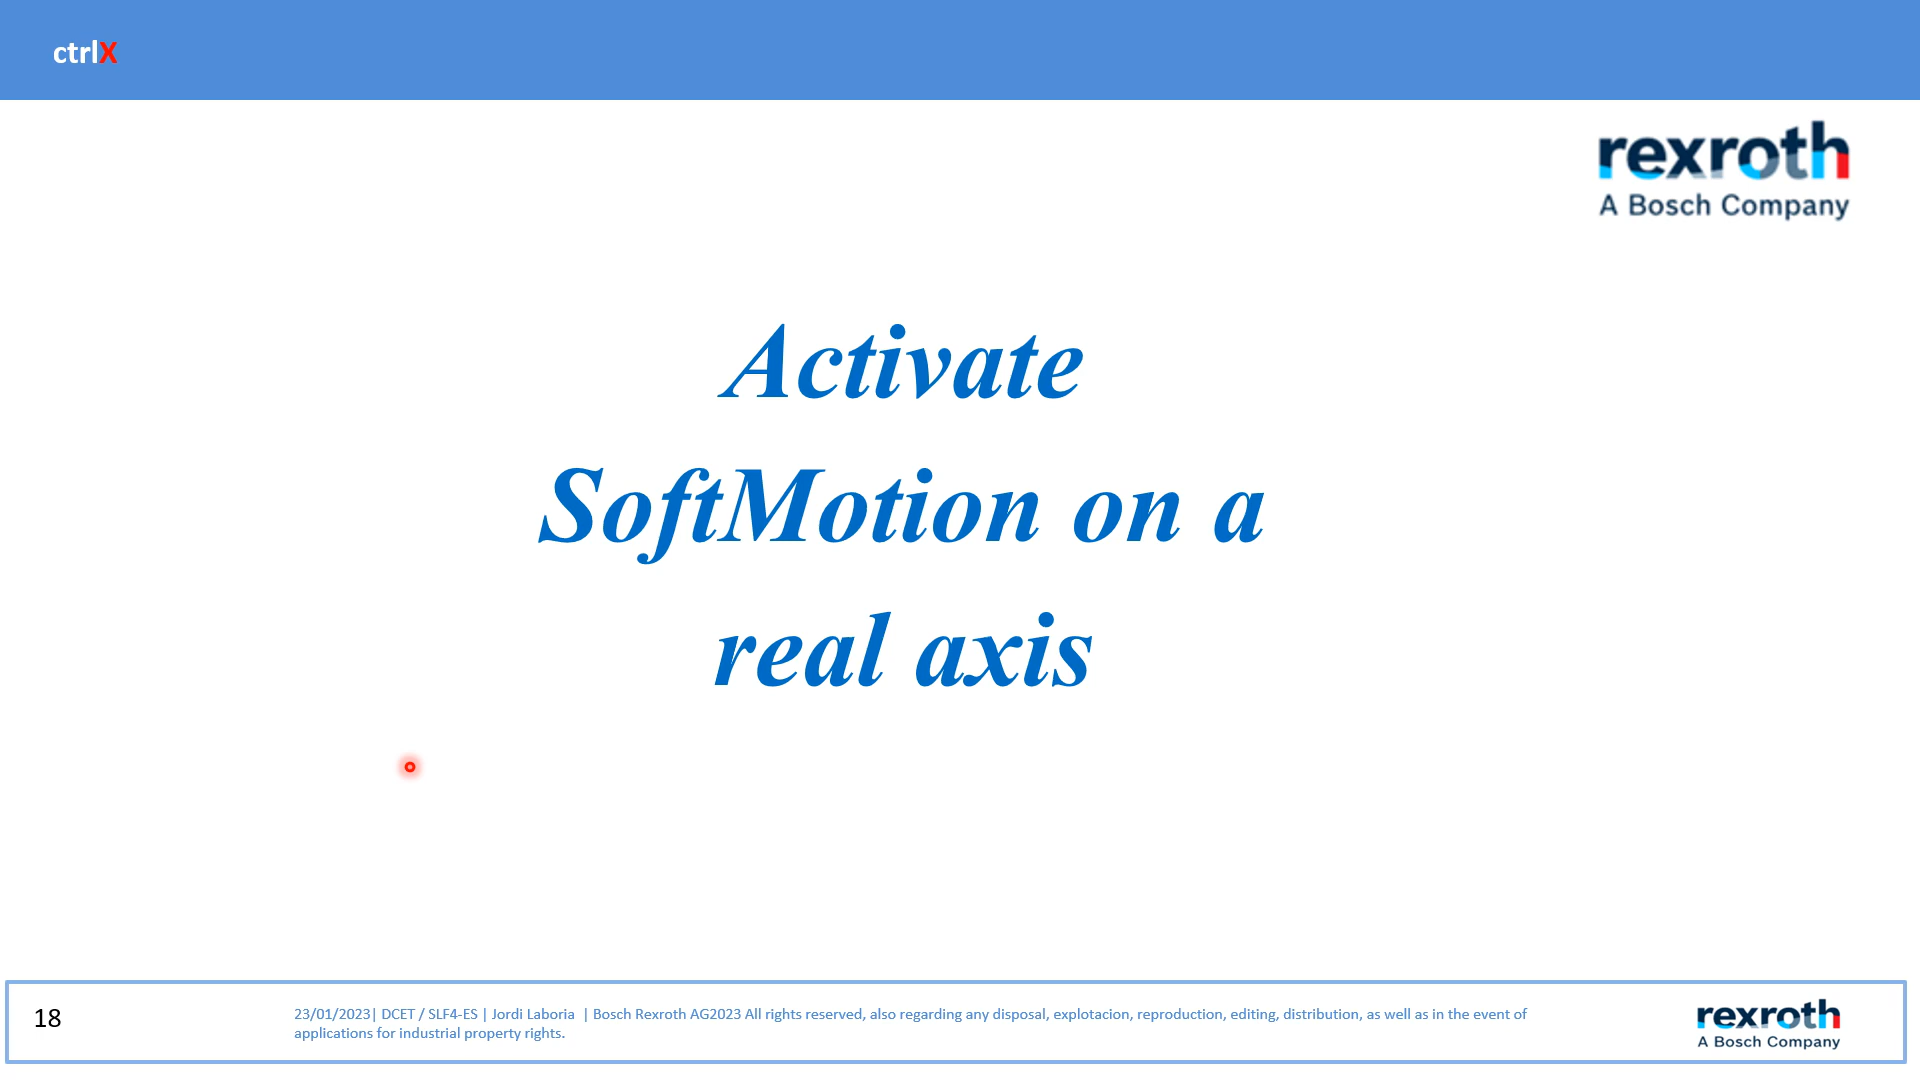 ctrlX
rexroth
A Bosch Company
Activate
SoftMotion on a
real axis
18
23/01/2023| DCET / SLF4-ES | Jordi Laboria | Bosch Rexroth AG2023 All rights reserved, also regarding any disposal, explotacion, reproduction, editing, distribution, as well as in the event of
applications for industrial property rights.
rexroth
A Bosch Company